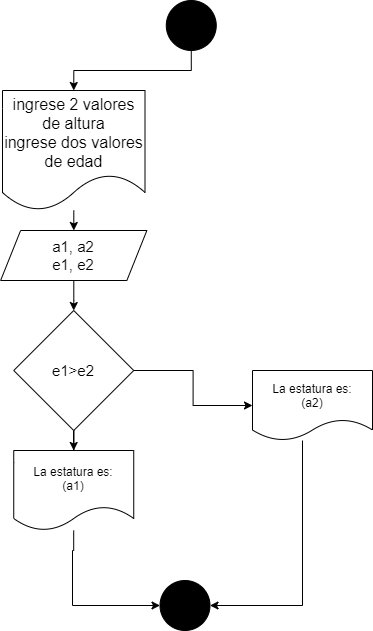 ingrese 2 valores
de altura
ingrese dos valores
de edad
a1, a2
e1, e2
e1>e2
La estatura es:
(a2)
La estatura es:
(a1)